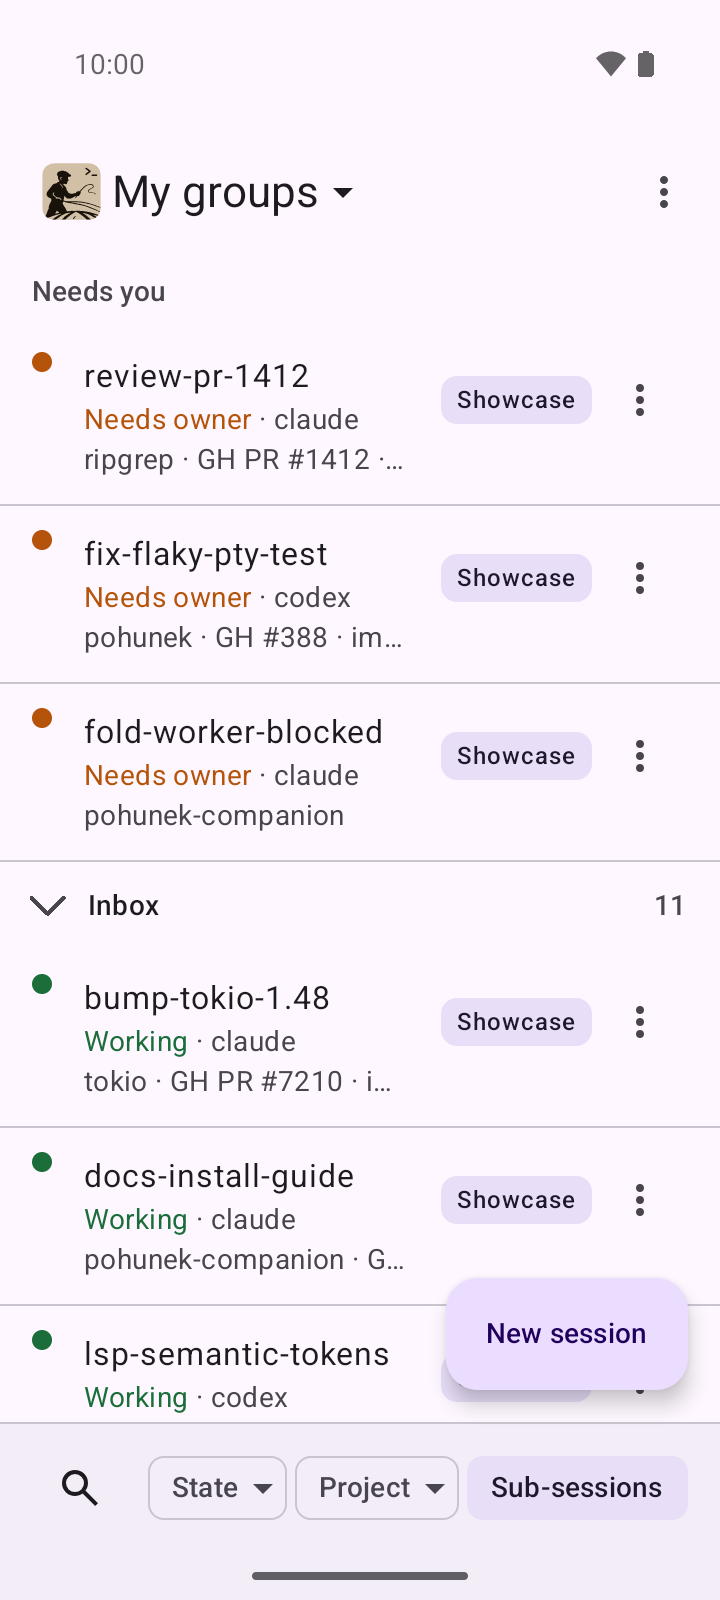 10:00
My groups
Needs you
review-pr-1412
Needs owner · claude
ripgrep · GH PR #1412 ·…
Showcase
fix-flaky-pty-test
Needs owner · codex
pohunek · GH #388 · im…
Showcase
fold-worker-blocked
Needs owner · claude
pohunek-companion
Showcase
Inbox
11
bump-tokio-1.48
Working · claude
tokio · GH PR #7210 · i…
Showcase
docs-install-guide
Working · claude
pohunek-companion · G…
Showcase
lsp-semantic-tokens
Working · codex
New session
State
Project
Sub-sessions